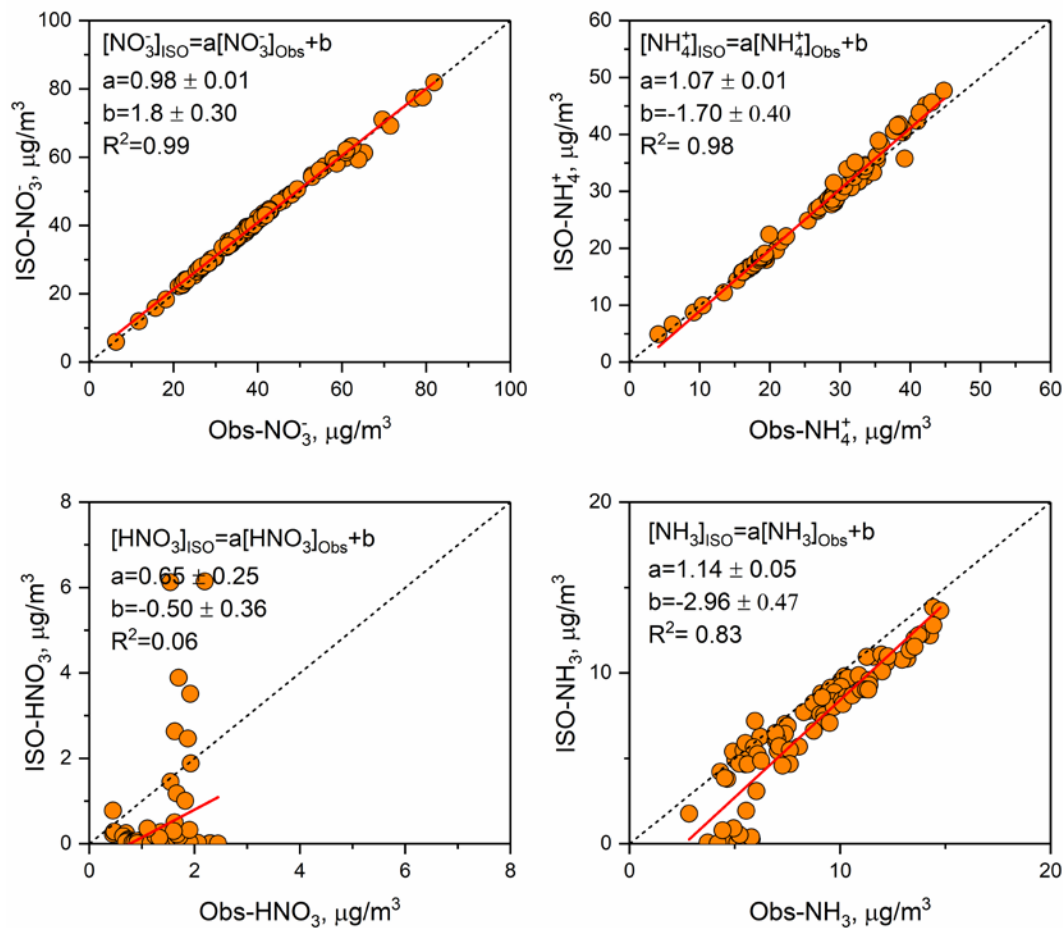 [NO₃⁻]ISO=a[NO₃⁻]Obs+b
a=0.98 ± 0.01
b=1.8 ± 0.30
R²=0.99
100
80
60
40
20
0
ISO-NO₃⁻, μg/m³
0 20 40 60 80 100
Obs-NO₃⁻, μg/m³
[NH₄⁺]ISO=a[NH₄⁺]Obs+b
a=1.07 ± 0.01
b=-1.70 ± 0.40
R²= 0.98
60
50
40
30
20
10
0
ISO-NH₄⁺, μg/m³
0 10 20 30 40 50 60
Obs-NH₄⁺, μg/m³
[HNO₃]ISO=a[HNO₃]Obs+b
a=0.65 ± 0.25
b=-0.50 ± 0.36
R²=0.06
8
6
4
2
0
ISO-HNO₃, μg/m³
0 2 4 6 8
Obs-HNO₃, μg/m³
[NH₃]ISO=a[NH₃]Obs+b
a=1.14 ± 0.05
b=-2.96 ± 0.47
R²= 0.83
20
10
0
ISO-NH₃, μg/m³
0 10 20
Obs-NH₃, μg/m³